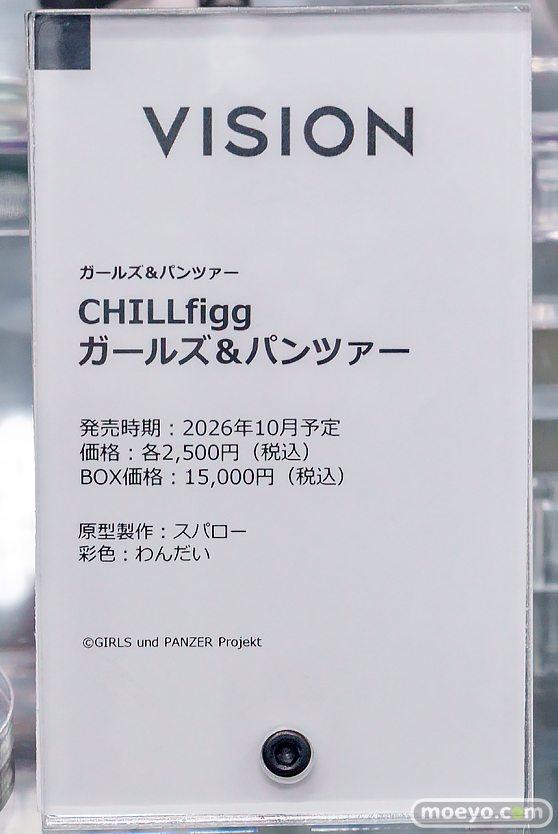 VISION
ガールズ＆パンツァー
CHILLfigg
ガールズ＆パンツァー
発売時期：2026年10月予定
価格：各2,500円（税込）
BOX価格：15,000円（税込）
原型製作：スパロー
彩色：わんだい
©GIRLS und PANZER Projekt
moeyo.com